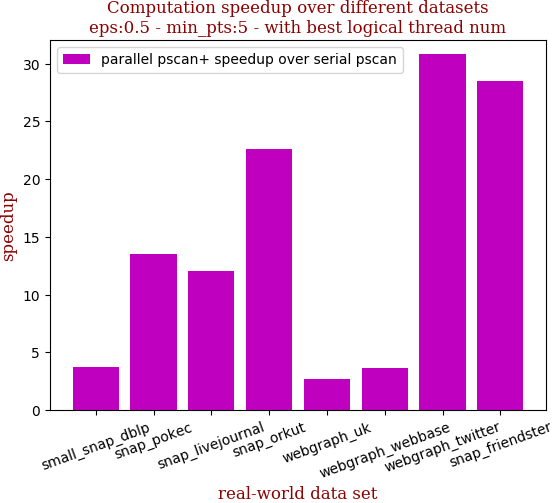 Computation speedup over different datasets
eps:0.5 - min_pts:5 - with best logical thread num
parallel pscan+ speedup over serial pscan
speedup
30
25
20
15
10
5
0
small_snap_dblp
snap_pokec
snap_livejournal
snap_orkut
webgraph_uk
webgraph_webbase
webgraph_twitter
snap_friendster
real-world data set